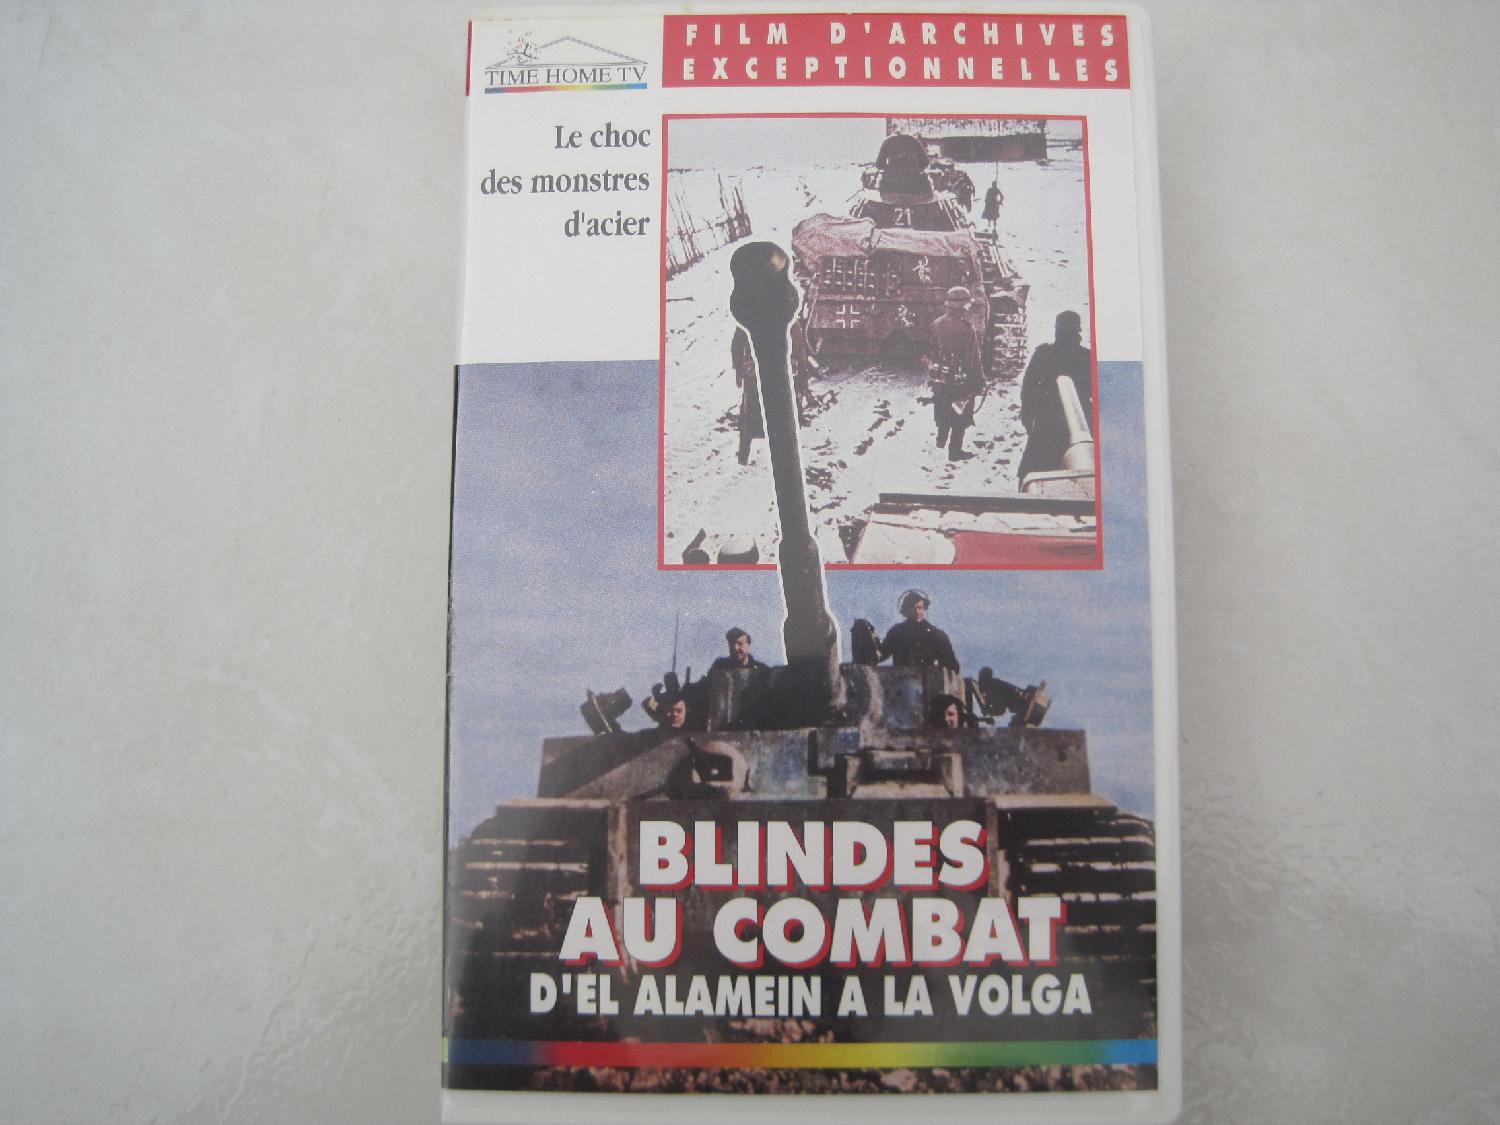 TIME HOME TV
FILM D'ARCHIVES
EXCEPTIONNELLES
Le choc
des monstres
d'acier
21
BLINDES
AU COMBAT
D'EL ALAMEIN A LA VOLGA